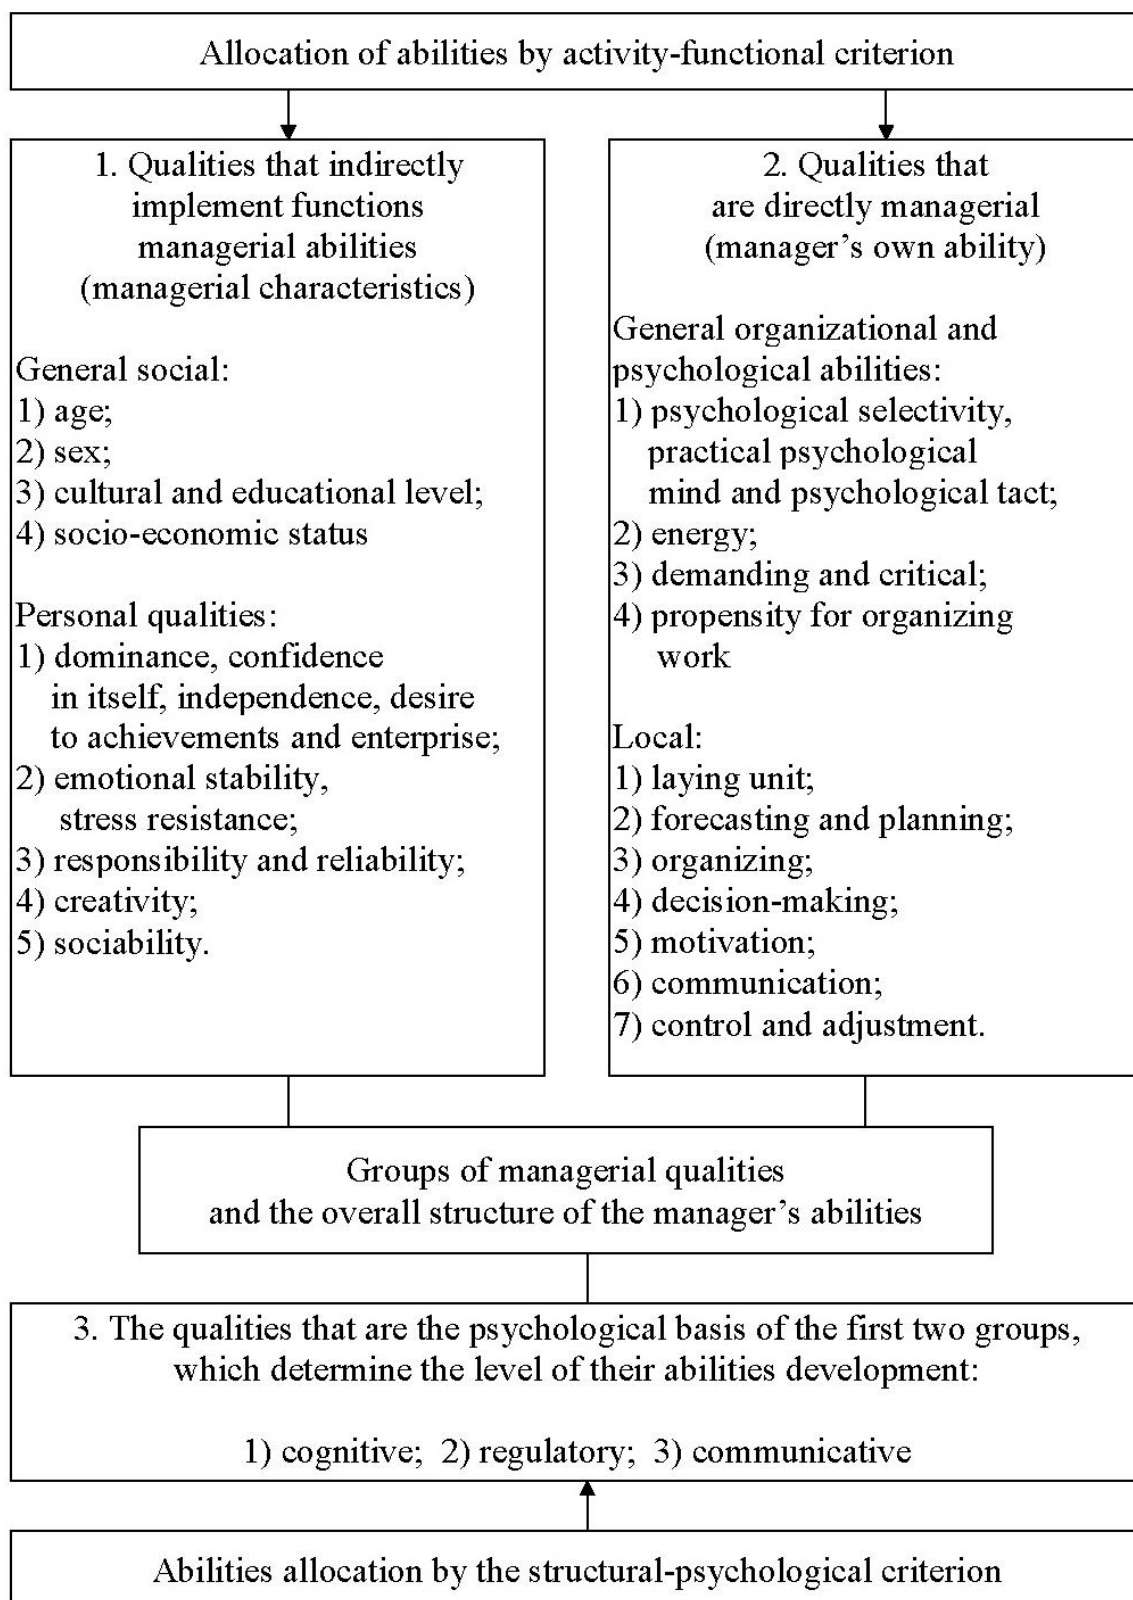 Allocation of abilities by activity-functional criterion
1. Qualities that indirectly
implement functions
managerial abilities
(managerial characteristics)
General social:
1) age;
2) sex;
3) cultural and educational level;
4) socio-economic status
Personal qualities:
1) dominance, confidence
in itself, independence, desire
to achievements and enterprise;
2) emotional stability,
stress resistance;
3) responsibility and reliability;
4) creativity;
5) sociability.
2. Qualities that
are directly managerial
(manager’s own ability)
General organizational and
psychological abilities:
1) psychological selectivity,
practical psychological
mind and psychological tact;
2) energy;
3) demanding and critical;
4) propensity for organizing
work
Local:
1) laying unit;
2) forecasting and planning;
3) organizing;
4) decision-making;
5) motivation;
6) communication;
7) control and adjustment.
Groups of managerial qualities
and the overall structure of the manager’s abilities
3. The qualities that are the psychological basis of the first two groups,
which determine the level of their abilities development:
1) cognitive; 2) regulatory; 3) communicative
Abilities allocation by the structural-psychological criterion